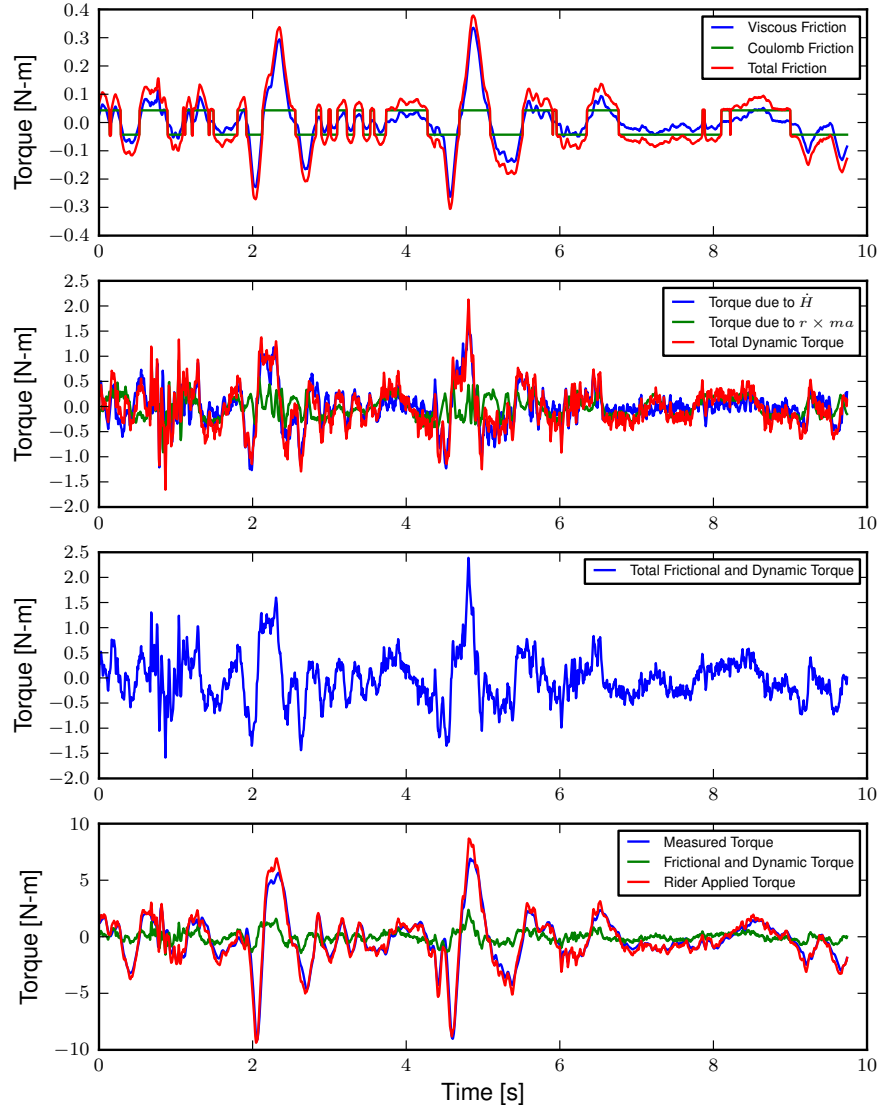 0.4
0.3
0.2
0.1
0.0
−0.1
−0.2
−0.3
−0.4
Torque [N-m]
Viscous Friction
Coulomb Friction
Total Friction
0 2 4 6 8 10
2.5
2.0
1.5
1.0
0.5
0.0
−0.5
−1.0
−1.5
−2.0
Torque [N-m]
Torque due to Ḣ
Torque due to r × ma
Total Dynamic Torque
0 2 4 6 8 10
2.5
2.0
1.5
1.0
0.5
0.0
−0.5
−1.0
−1.5
−2.0
Torque [N-m]
Total Frictional and Dynamic Torque
0 2 4 6 8 10
10
5
0
−5
−10
Torque [N-m]
Measured Torque
Frictional and Dynamic Torque
Rider Applied Torque
0 2 4 6 8 10
Time [s]